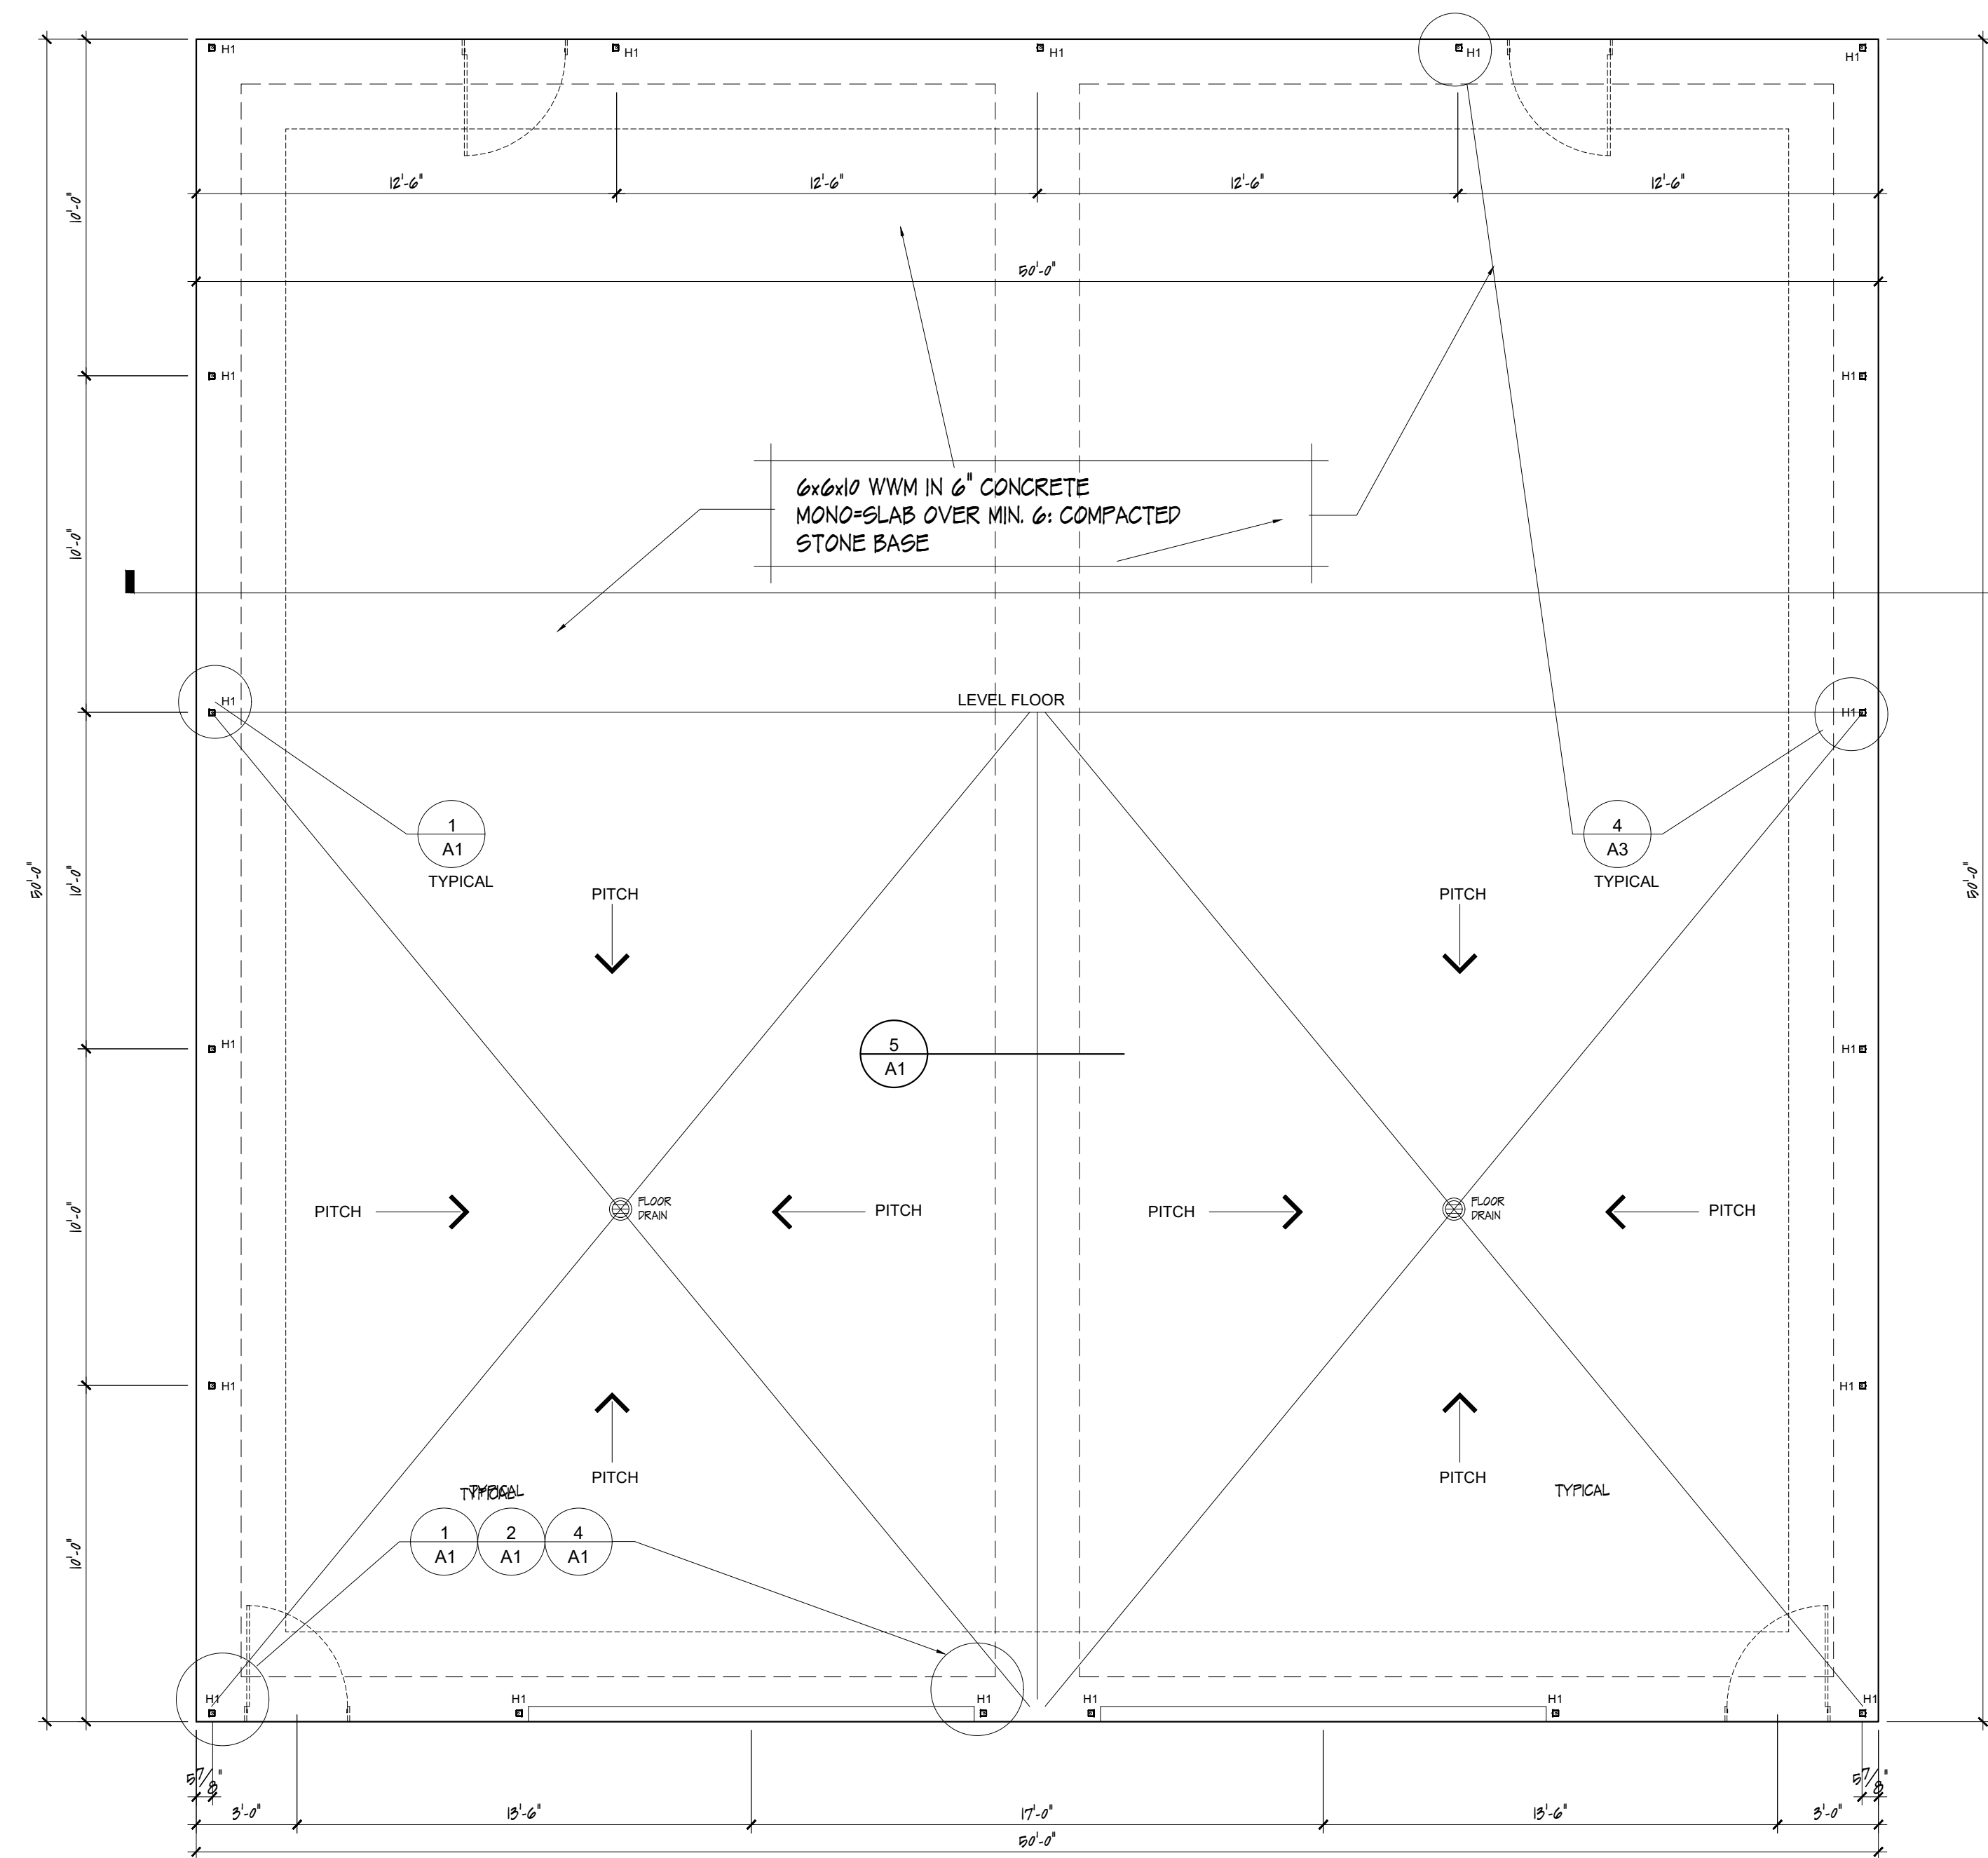 H1
H1
H1
H1
H1
12'-6"
12'-6"
12'-6"
12'-6"
10'-0"
50'-0"
H1
H1
6x6x10 WWM IN 6" CONCRETE
MONO=SLAB OVER MIN. 6: COMPACTED
STONE BASE
10'-0"
H1
LEVEL FLOOR
H1
1
A1
TYPICAL
4
A3
TYPICAL
50'-0"
10'-0"
50'-0"
PITCH
PITCH
H1
5
A1
H1
PITCH
FLOOR
DRAIN
PITCH
PITCH
FLOOR
DRAIN
PITCH
10'-0"
H1
H1
PITCH
PITCH
TYPICAL
TYPICAL
TYPICAL
1
A1
2
A1
4
A1
10'-0"
H1
H1
H1
H1
H1
H1
5 7/8"
5 7/8"
3'-0"
13'-6"
17'-0"
13'-6"
3'-0"
50'-0"